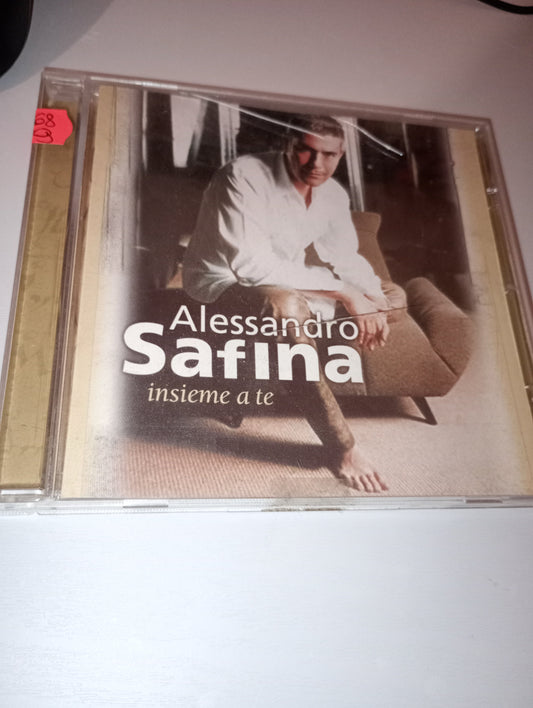 Alessandro
Safina
insieme a te